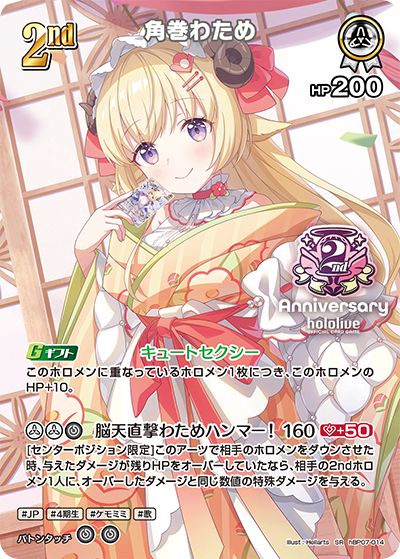 2nd
角巻わため
HP200
2nd
Anniversary
hololive
OFFICIAL CARD GAME
Gギフト キュートセクシー
このホロメンに重なっているホロメン1枚につき、このホロメンの
HP+10。
脳天直撃わためハンマー! 160 +50
[センターポジション限定]このアーツで相手のホロメンをダウンさせた
時、与えたダメージが残りHPをオーバーしていたなら、相手の2ndホロ
メン1人に、オーバーしたダメージと同じ数値の特殊ダメージを与える。
#JP #4期生 #ケモミミ #歌
バトンタッチ
Illust: Hellarts SR hBP07-014